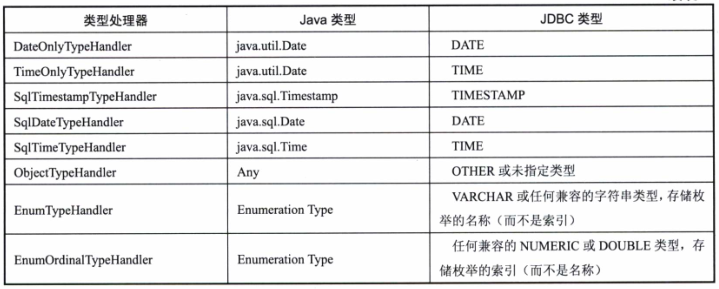 类型处理器 Java 类型 JDBC 类型
DateOnlyTypeHandler java.util.Date DATE
TimeOnlyTypeHandler java.util.Date TIME
SqlTimestampTypeHandler java.sql.Timestamp TIMESTAMP
SqlDateTypeHandler java.sql.Date DATE
SqlTimeTypeHandler java.sql.Time TIME
ObjectTypeHandler Any OTHER 或未指定类型
EnumTypeHandler Enumeration Type VARCHAR 或任何兼容的字符串类型，存储枚
举的名称（而不是索引）
EnumOrdinalTypeHandler Enumeration Type 任何兼容的 NUMERIC 或 DOUBLE 类型，存
储枚举的索引（而不是名称）